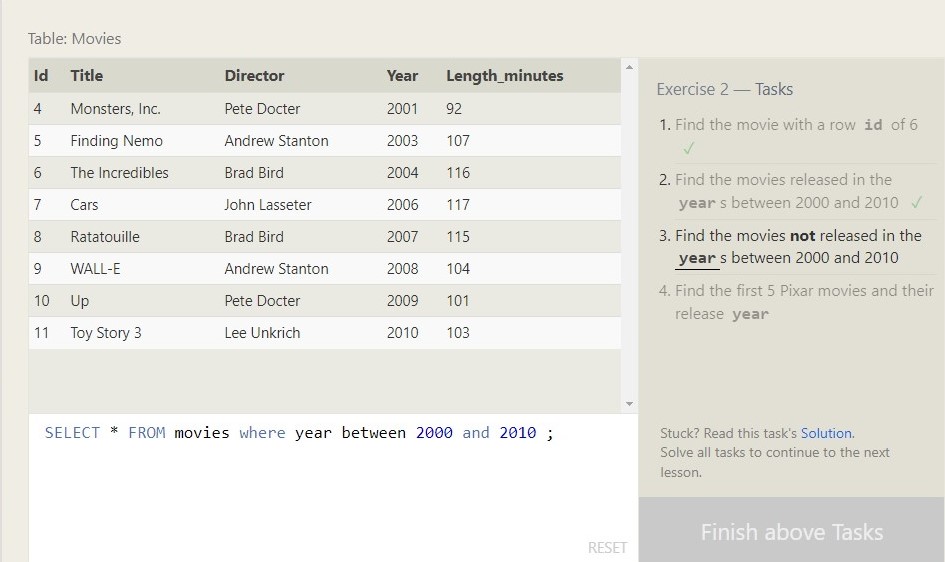 Table: Movies
Id Title Director Year Length_minutes
4 Monsters, Inc. Pete Docter 2001 92
5 Finding Nemo Andrew Stanton 2003 107
6 The Incredibles Brad Bird 2004 116
7 Cars John Lasseter 2006 117
8 Ratatouille Brad Bird 2007 115
9 WALL-E Andrew Stanton 2008 104
10 Up Pete Docter 2009 101
11 Toy Story 3 Lee Unkrich 2010 103
SELECT * FROM movies where year between 2000 and 2010 ;
RESET
Exercise 2 — Tasks
1. Find the movie with a row id of 6
✓
2. Find the movies released in the
year s between 2000 and 2010 ✓
3. Find the movies not released in the
year s between 2000 and 2010
4. Find the first 5 Pixar movies and their
release year
Stuck? Read this task's Solution.
Solve all tasks to continue to the next
lesson.
Finish above Tasks